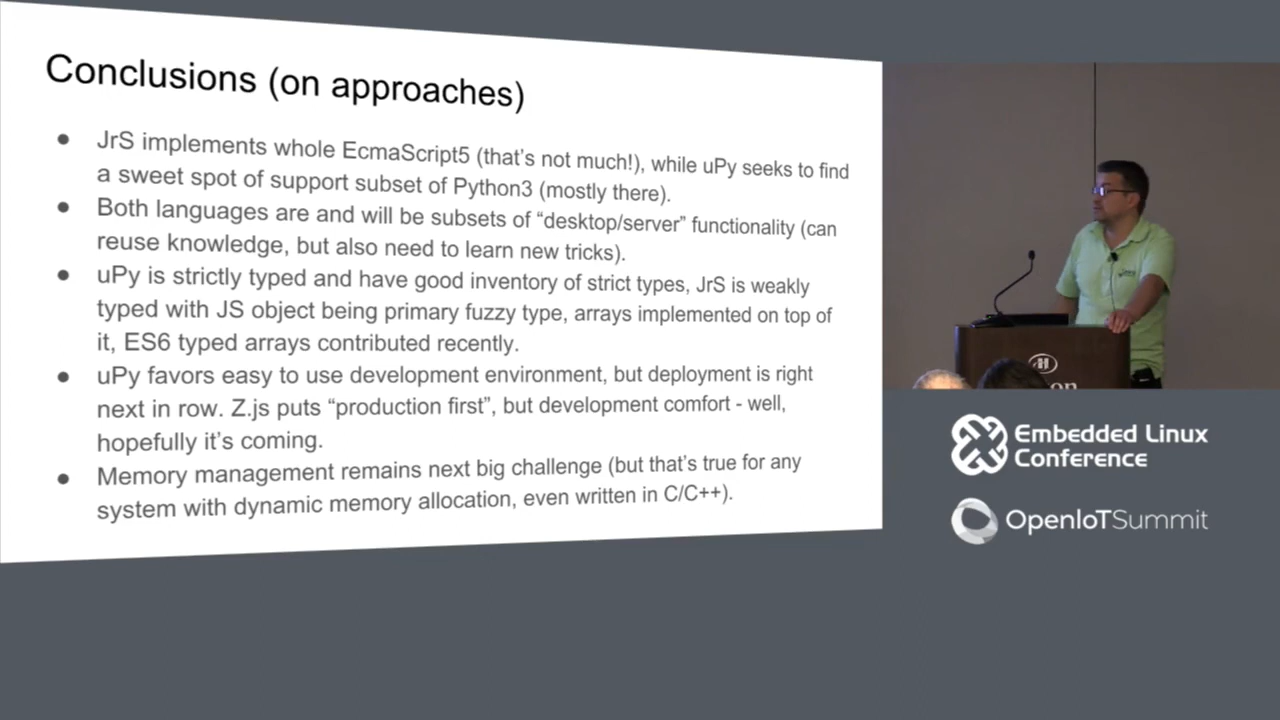 Conclusions (on approaches)
● JrS implements whole EcmaScript5 (that's not much!), while uPy seeks to find
a sweet spot of support subset of Python3 (mostly there).
● Both languages are and will be subsets of “desktop/server” functionality (can
reuse knowledge, but also need to learn new tricks).
● uPy is strictly typed and have good inventory of strict types, JrS is weakly
typed with JS object being primary fuzzy type, arrays implemented on top of
it, ES6 typed arrays contributed recently.
● uPy favors easy to use development environment, but deployment is right
next in row. Z.js puts “production first”, but development comfort - well,
hopefully it's coming.
● Memory management remains next big challenge (but that's true for any
system with dynamic memory allocation, even written in C/C++).
Embedded Linux
Conference
OpenIoTSummit